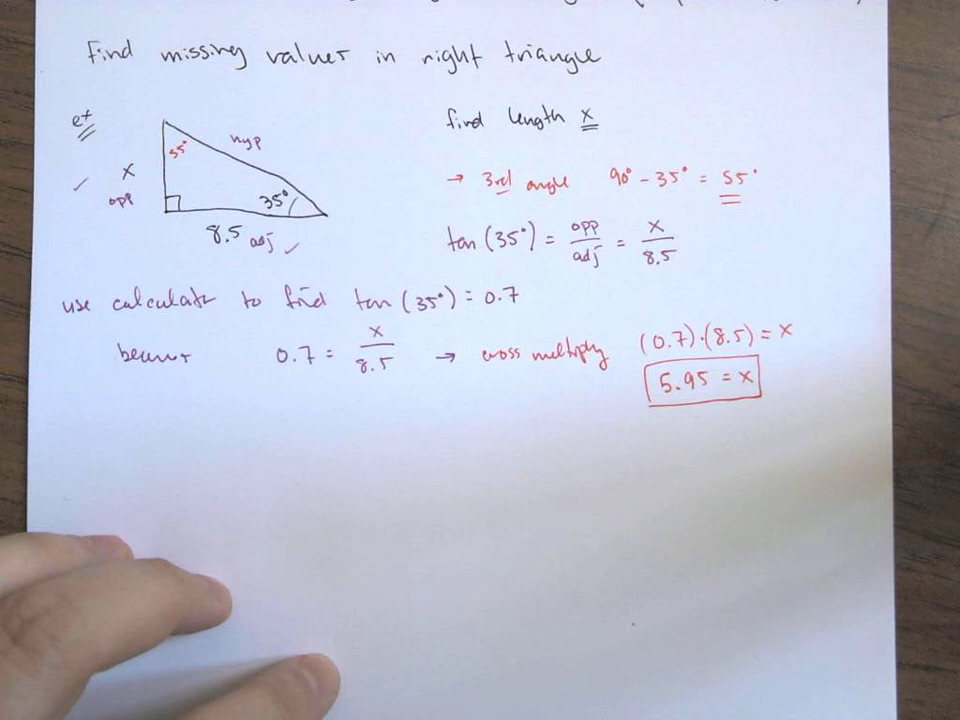 Find missing values in right triangle
ex
find length x
55°
hyp
x
opp
35°
8.5 adj
→ 3rd angle 90° - 35° = 55°
tan (35°) = opp/adj = x/8.5
use calculator to find tan (35°) = 0.7
0.7 = x/8.5 → cross multiply (0.7)·(8.5) = x
5.95 = x